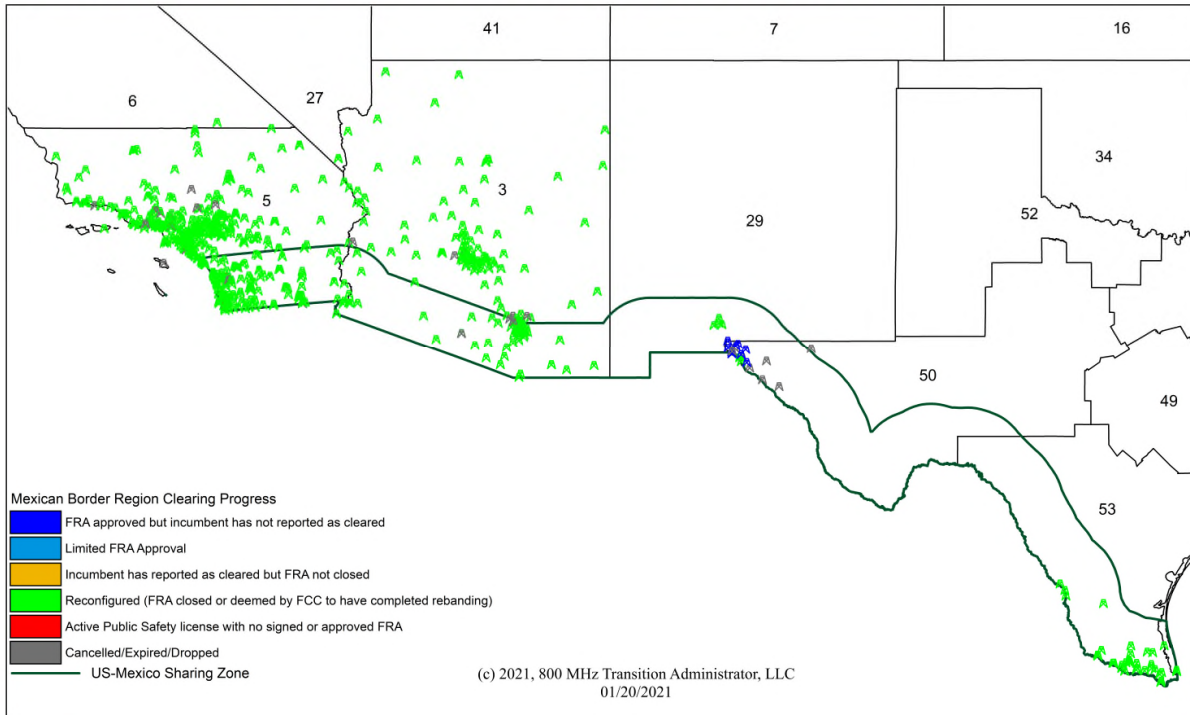 41
7
16
6
27
34
3
5
52
29
50
49
53
Mexican Border Region Clearing Progress
FRA approved but incumbent has not reported as cleared
Limited FRA Approval
Incumbent has reported as cleared but FRA not closed
Reconfigured (FRA closed or deemed by FCC to have completed rebanding)
Active Public Safety license with no signed or approved FRA
Cancelled/Expired/Dropped
US-Mexico Sharing Zone
(c) 2021, 800 MHz Transition Administrator, LLC
01/20/2021